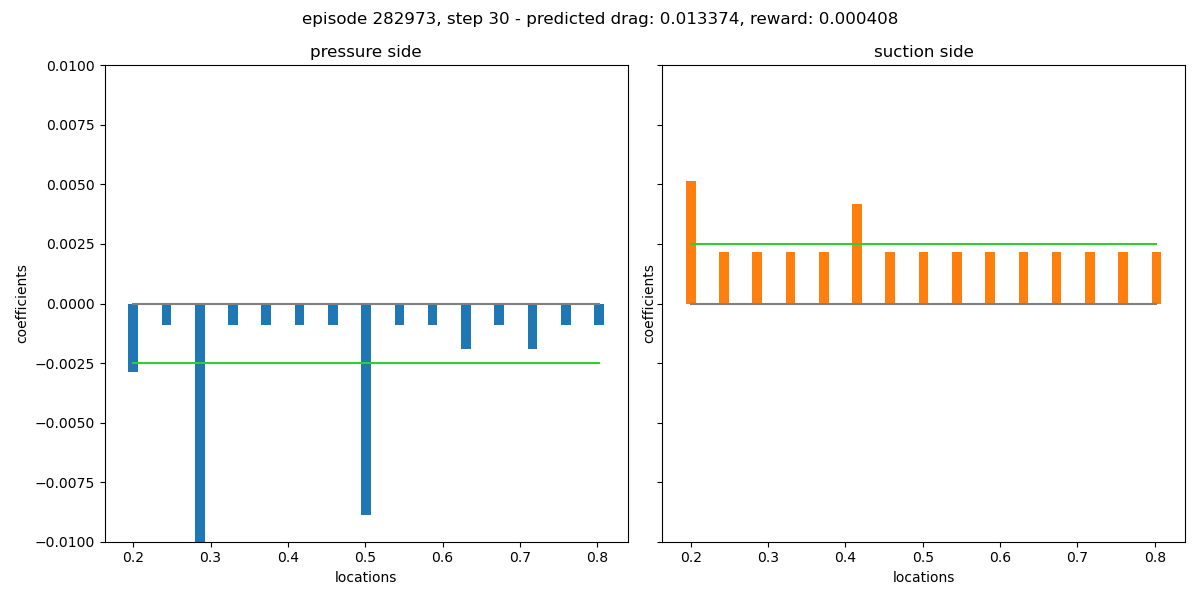 episode 282973, step 30 - predicted drag: 0.013374, reward: 0.000408
pressure side
suction side
0.0100
0.0075
0.0050
0.0025
0.0000
−0.0025
−0.0050
−0.0075
−0.0100
coefficients
0.2 0.3 0.4 0.5 0.6 0.7 0.8
locations
coefficients
0.2 0.3 0.4 0.5 0.6 0.7 0.8
locations